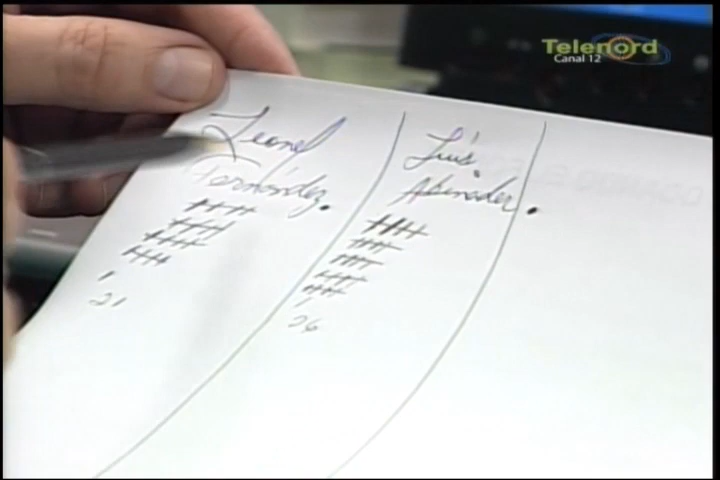 Telenord
Canal 12
Leonel
Fernández.
21
Luis
Abinader.
26